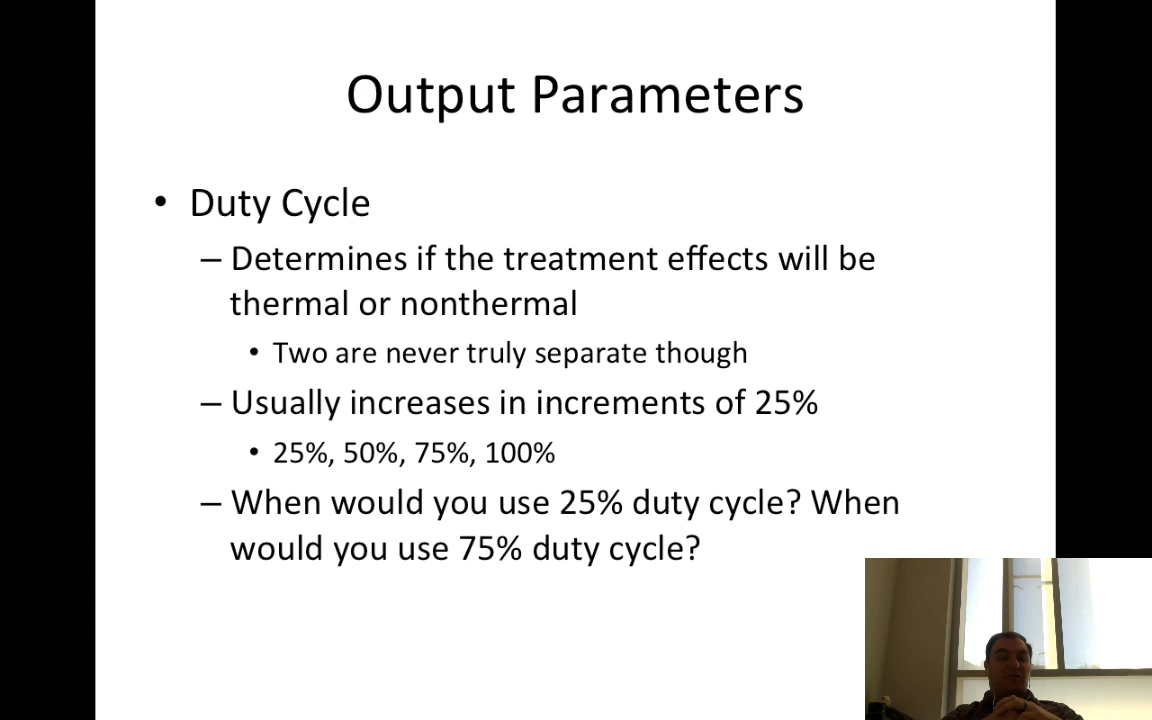 Output Parameters
• Duty Cycle
– Determines if the treatment effects will be
thermal or nonthermal
• Two are never truly separate though
– Usually increases in increments of 25%
• 25%, 50%, 75%, 100%
– When would you use 25% duty cycle? When
would you use 75% duty cycle?